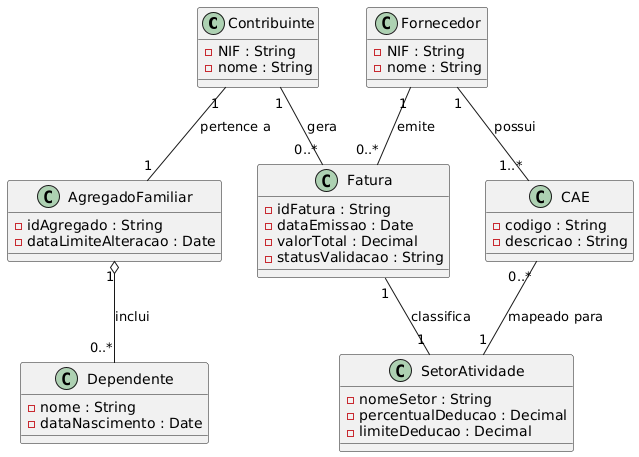 C Contribuinte
NIF : String
nome : String
C Fornecedor
NIF : String
nome : String
1
1
1
1
pertence a
gera
emite
possui
1
0..*
0..*
1..*
C AgregadoFamiliar
idAgregado : String
dataLimiteAlteracao : Date
C Fatura
idFatura : String
dataEmissao : Date
valorTotal : Decimal
statusValidacao : String
C CAE
codigo : String
descricao : String
1
inclui
0..*
1
classifica
1
0..*
mapeado para
1
C Dependente
nome : String
dataNascimento : Date
C SetorAtividade
nomeSetor : String
percentualDeducao : Decimal
limiteDeducao : Decimal